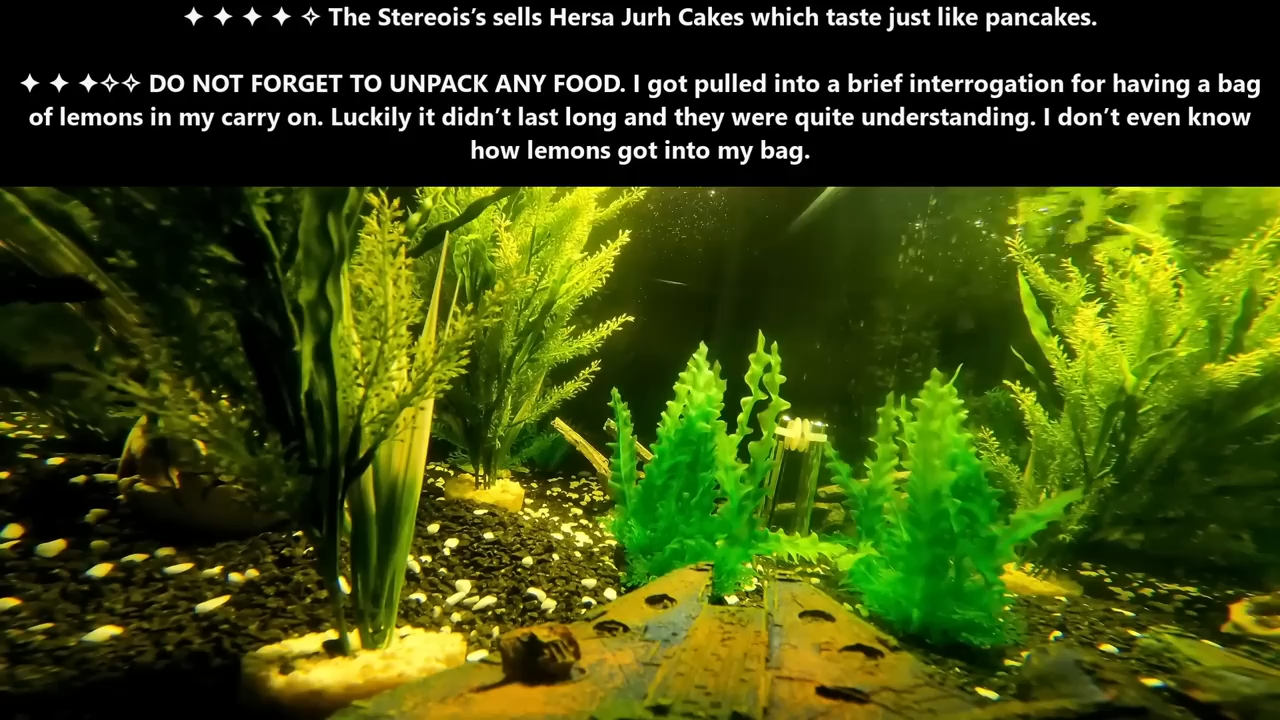 ✦ ✦ ✦ ✦ ✧ The Stereois’s sells Hersa Jurh Cakes which taste just like pancakes.
✦ ✦ ✦✧✧ DO NOT FORGET TO UNPACK ANY FOOD. I got pulled into a brief interrogation for having a bag
of lemons in my carry on. Luckily it didn’t last long and they were quite understanding. I don’t even know
how lemons got into my bag.